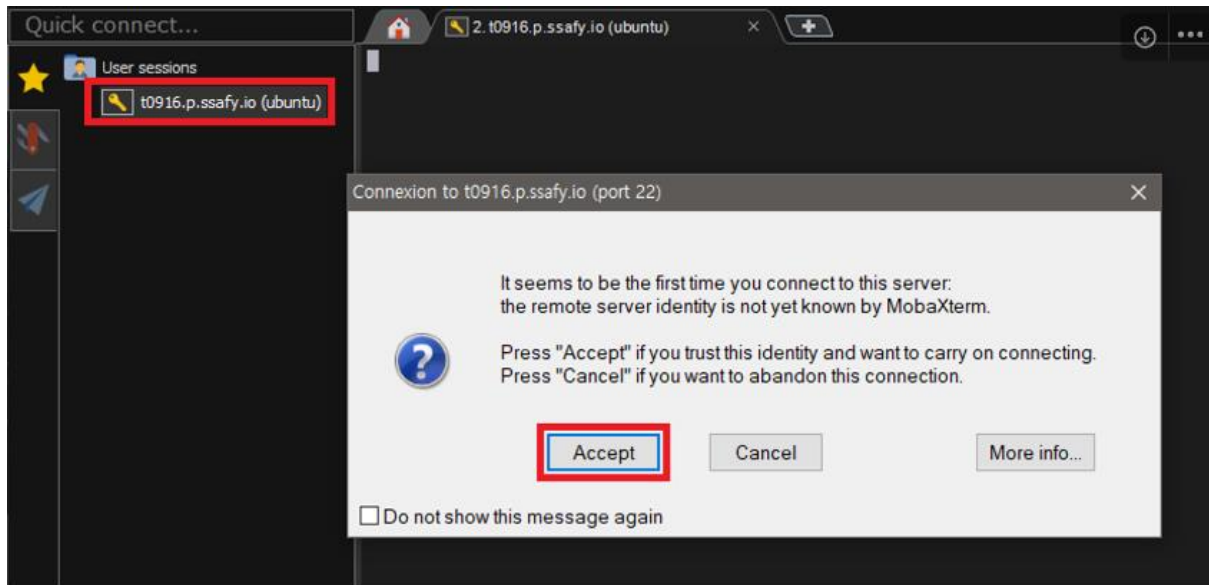 Quick connect...
2. t0916.p.ssafy.io (ubuntu)
User sessions
t0916.p.ssafy.io (ubuntu)
Connexion to t0916.p.ssafy.io (port 22)
It seems to be the first time you connect to this server:
the remote server identity is not yet known by MobaXterm.
Press "Accept" if you trust this identity and want to carry on connecting.
Press "Cancel" if you want to abandon this connection.
Accept
Cancel
More info...
Do not show this message again